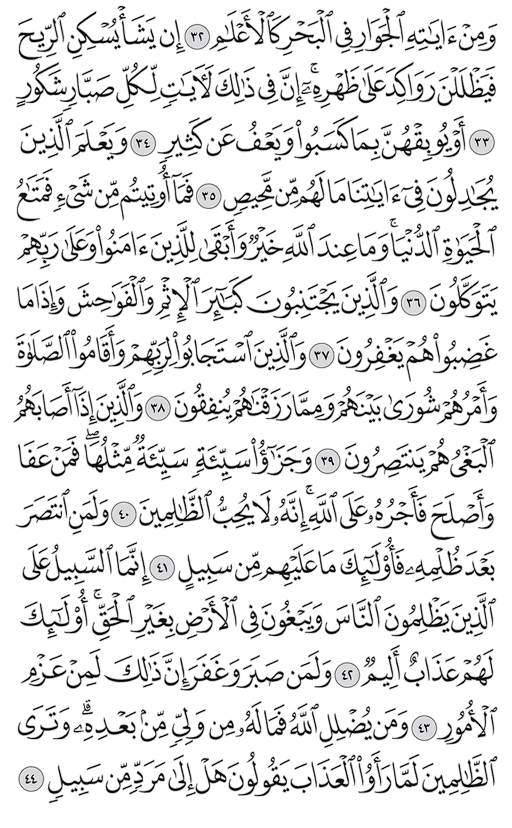 وَمِنْ ءَايَـٰتِهِ ٱلْجَوَارِ فِى ٱلْبَحْرِ كَٱلْأَعْلَـٰمِ ٣٢ إِن يَشَأْ يُسْكِنِ ٱلرِّيحَ
فَيَظْلَلْنَ رَوَاكِدَ عَلَىٰ ظَهْرِهِۦٓ ۚ إِنَّ فِى ذَٰلِكَ لَـَٔايَـٰتٍ لِّكُلِّ صَبَّارٍ شَكُورٍ
٣٣ أَوْ يُوبِقْهُنَّ بِمَا كَسَبُوا۟ وَيَعْفُ عَن كَثِيرٍ ٣٤ وَيَعْلَمَ ٱلَّذِينَ
يُجَـٰدِلُونَ فِىٓ ءَايَـٰتِنَا مَا لَهُم مِّن مَّحِيصٍ ٣٥ فَمَآ أُوتِيتُم مِّن شَىْءٍ فَمَتَـٰعُ
ٱلْحَيَوٰةِ ٱلدُّنْيَا ۖ وَمَا عِندَ ٱللَّهِ خَيْرٌ وَأَبْقَىٰ لِلَّذِينَ ءَامَنُوا۟ وَعَلَىٰ رَبِّهِمْ
يَتَوَكَّلُونَ ٣٦ وَٱلَّذِينَ يَجْتَنِبُونَ كَبَـٰٓئِرَ ٱلْإِثْمِ وَٱلْفَوَٰحِشَ وَإِذَا مَا
غَضِبُوا۟ هُمْ يَغْفِرُونَ ٣٧ وَٱلَّذِينَ ٱسْتَجَابُوا۟ لِرَبِّهِمْ وَأَقَامُوا۟ ٱلصَّلَوٰةَ
وَأَمْرُهُمْ شُورَىٰ بَيْنَهُمْ وَمِمَّا رَزَقْنَـٰهُمْ يُنفِقُونَ ٣٨ وَٱلَّذِينَ إِذَآ أَصَابَهُمُ
ٱلْبَغْىُ هُمْ يَنتَصِرُونَ ٣٩ وَجَزَٰٓؤُا۟ سَيِّئَةٍ سَيِّئَةٌ مِّثْلُهَا ۖ فَمَنْ عَفَا
وَأَصْلَحَ فَأَجْرُهُۥ عَلَى ٱللَّهِ ۚ إِنَّهُۥ لَا يُحِبُّ ٱلظَّـٰلِمِينَ ٤٠ وَلَمَنِ ٱنتَصَرَ
بَعْدَ ظُلْمِهِۦ فَأُو۟لَـٰٓئِكَ مَا عَلَيْهِم مِّن سَبِيلٍ ٤١ إِنَّمَا ٱلسَّبِيلُ عَلَى
ٱلَّذِينَ يَظْلِمُونَ ٱلنَّاسَ وَيَبْغُونَ فِى ٱلْأَرْضِ بِغَيْرِ ٱلْحَقِّ ۚ أُو۟لَـٰٓئِكَ
لَهُمْ عَذَابٌ أَلِيمٌ ٤٢ وَلَمَن صَبَرَ وَغَفَرَ إِنَّ ذَٰلِكَ لَمِنْ عَزْمِ
ٱلْأُمُورِ ٤٣ وَمَن يُضْلِلِ ٱللَّهُ فَمَا لَهُۥ مِن وَلِىٍّ مِّنۢ بَعْدِهِۦ ۗ وَتَرَى
ٱلظَّـٰلِمِينَ لَمَّا رَأَوُا۟ ٱلْعَذَابَ يَقُولُونَ هَلْ إِلَىٰ مَرَدٍّ مِّن سَبِيلٍ ٤٤